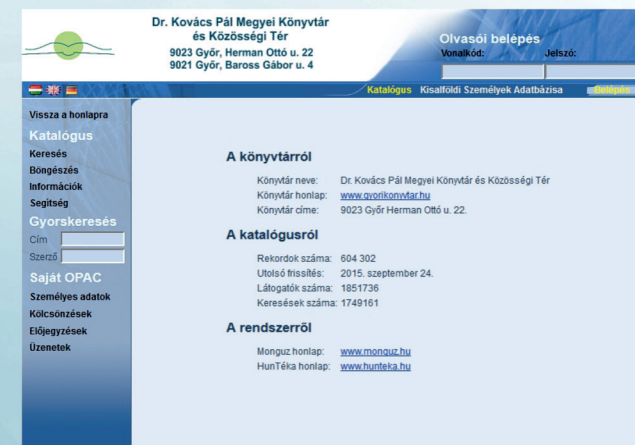 Dr. Kovács Pál Megyei Könyvtár
és Közösségi Tér
9023 Győr, Herman Ottó u. 22
9021 Győr, Baross Gábor u. 4
Olvasói belépés
Vonalkód: Jelszó:
Katalógus Kisalföldi Személyek Adatbázisa Belépés
Vissza a honlapra
Katalógus
Keresés
Böngészés
Információk
Segítség
Gyorskeresés
Cím
Szerző
Saját OPAC
Személyes adatok
Kölcsönzések
Előjegyzések
Üzenetek
A könyvtárról
Könyvtár neve: Dr. Kovács Pál Megyei Könyvtár és Közösségi Tér
Könyvtár honlap: www.gyorikonyvtar.hu
Könyvtár címe: 9023 Győr Herman Ottó u. 22.
A katalógusról
Rekordok száma: 604 302
Utolsó frissítés: 2015. szeptember 24.
Látogatók száma: 1851736
Keresések száma: 1749161
A rendszerről
Monguz honlap: www.monguz.hu
HunTéka honlap: www.hunteka.hu